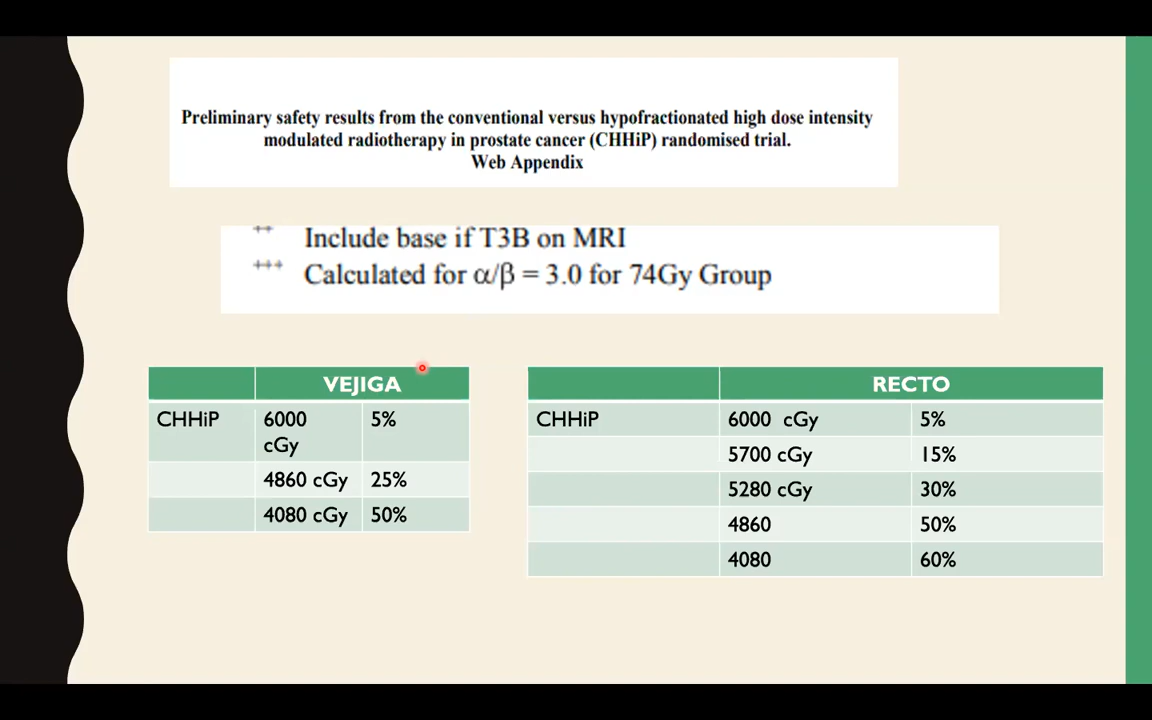 Preliminary safety results from the conventional versus hypofractionated high dose intensity
modulated radiotherapy in prostate cancer (CHHiP) randomised trial.
Web Appendix
++ Include base if T3B on MRI
+++ Calculated for α/β = 3.0 for 74Gy Group
VEJIGA
CHHiP 6000 cGy 5%
4860 cGy 25%
4080 cGy 50%
RECTO
CHHiP 6000 cGy 5%
5700 cGy 15%
5280 cGy 30%
4860 50%
4080 60%